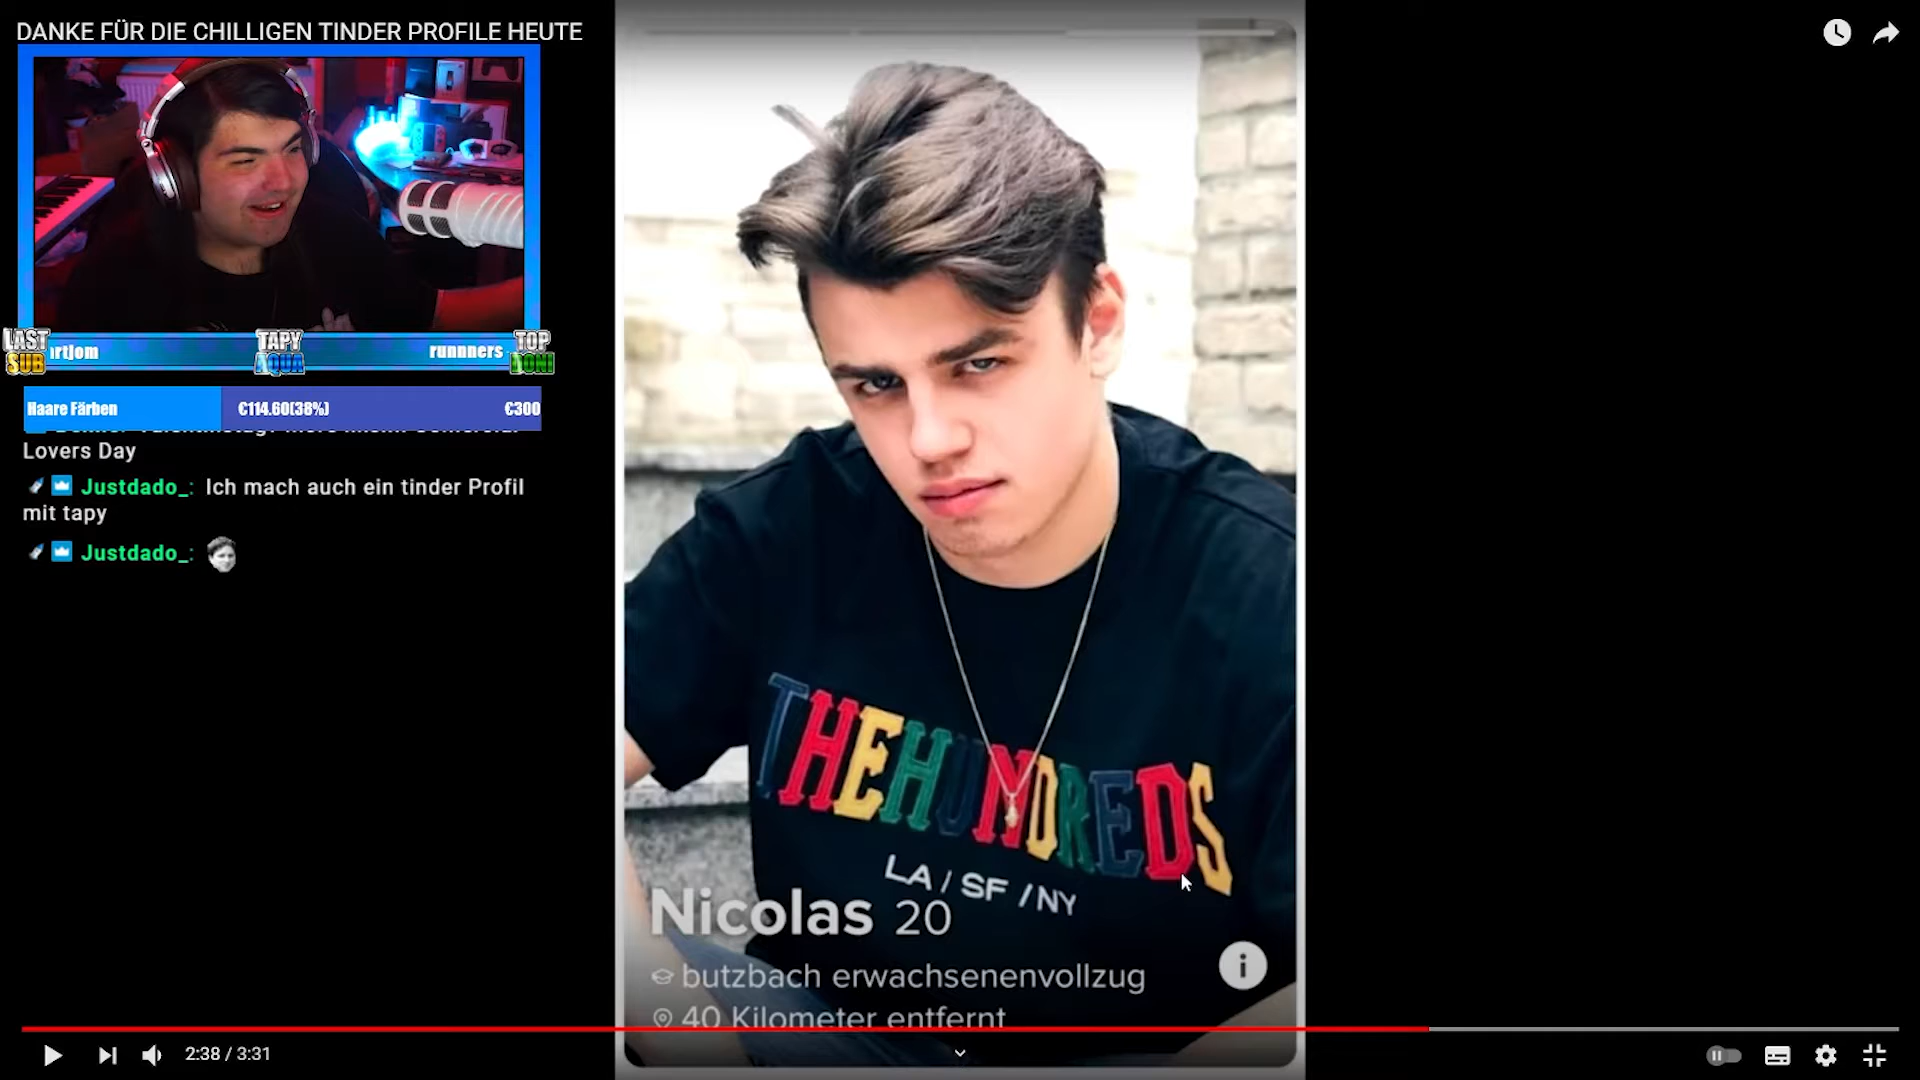 DANKE FÜR DIE CHILLIGEN TINDER PROFILE HEUTE
LAST SUB
rtjom
TAPY AQUA
runnners
TOP DONI
Haare Färben €114.60(38%) €300
Lovers Day
Justdado_: Ich mach auch ein tinder Profil
mit tapy
Justdado_:
THEHUNDREDS
LA / SF / NY
Nicolas 20
butzbach erwachsenenvollzug
40 Kilometer entfernt
2:38 / 3:31